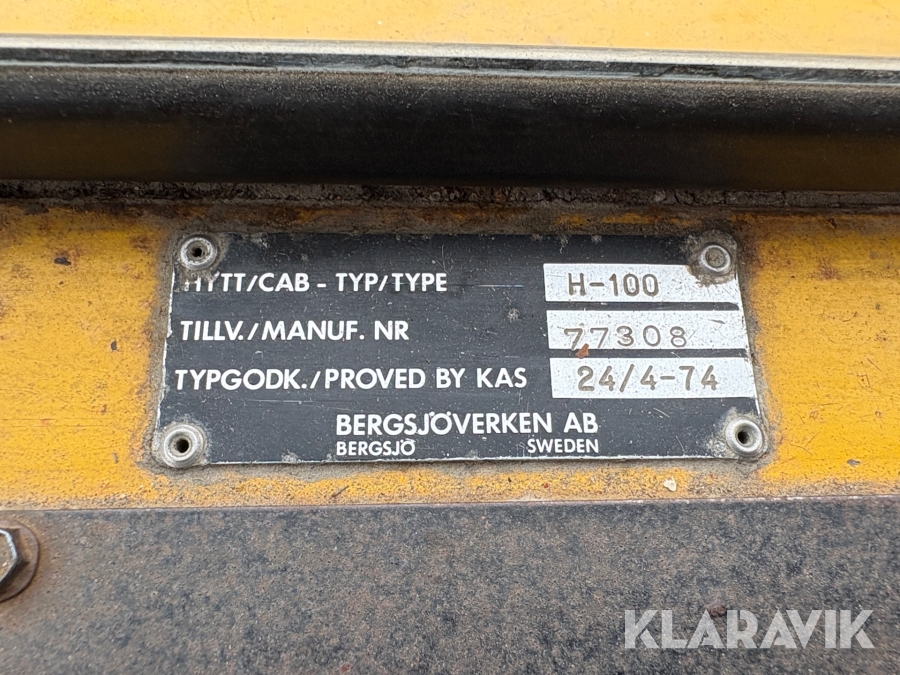 HYTT/CAB - TYP/TYPE H-100
TILLV./MANUF. NR 77308
TYPGODK./PROVED BY KAS 24/4-74
BERGSJÖVERKEN AB
BERGSJÖ SWEDEN
KLARAVIK